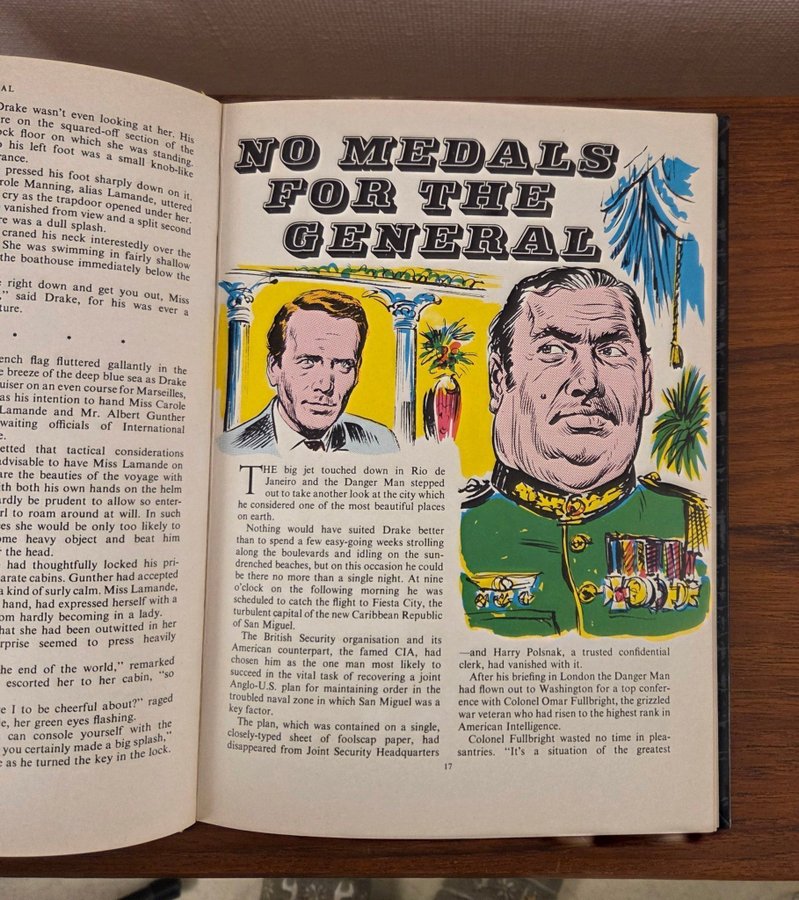 AL
Drake wasn't even looking at her. His
re on the squared-off section of the
ock floor on which she was standing.
o his left foot was a small knob-like
rance.
pressed his foot sharply down on it.
role Manning, alias Lamande, uttered
cry as the trapdoor opened under her.
vanished from view and a split second
re was a dull splash.
craned his neck interestedly over the
She was swimming in fairly shallow
the boathouse immediately below the
e right down and get you out, Miss
," said Drake, for his was ever a
ture.
* * *
ench flag fluttered gallantly in the
e breeze of the deep blue sea as Drake
uiser on an even course for Marseilles,
as his intention to hand Miss Carole
Lamande and Mr. Albert Gunther
waiting officials of International
e.
etted that tactical considerations
advisable to have Miss Lamande on
are the beauties of the voyage with
th both his own hands on the helm
ardly be prudent to allow so enter-
rl to roam around at will. In such
ces she would be only too likely to
ome heavy object and beat him
r the head.
had thoughtfully locked his pri-
arate cabins. Gunther had accepted
a kind of surly calm. Miss Lamande,
hand, had expressed herself with a
om hardly becoming in a lady.
hat she had been outwitted in her
rprise seemed to press heavily
he end of the world," remarked
escorted her to her cabin, "so
e I to be cheerful about?" raged
e, her green eyes flashing.
can console yourself with the
you certainly made a big splash,"
e as he turned the key in the lock.
NO MEDALS
FOR THE
GENERAL
THE big jet touched down in Rio de
Janeiro and the Danger Man stepped
out to take another look at the city which
he considered one of the most beautiful places
on earth.
Nothing would have suited Drake better
than to spend a few easy-going weeks strolling
along the boulevards and idling on the sun-
drenched beaches, but on this occasion he could
be there no more than a single night. At nine
o'clock on the following morning he was
scheduled to catch the flight to Fiesta City, the
turbulent capital of the new Caribbean Republic
of San Miguel.
The British Security organisation and its
American counterpart, the famed CIA, had
chosen him as the one man most likely to
succeed in the vital task of recovering a joint
Anglo-U.S. plan for maintaining order in the
troubled naval zone in which San Miguel was a
key factor.
The plan, which was contained on a single,
closely-typed sheet of foolscap paper, had
disappeared from Joint Security Headquarters
—and Harry Polsnak, a trusted confidential
clerk, had vanished with it.
After his briefing in London the Danger Man
had flown out to Washington for a top confer-
ence with Colonel Omar Fullbright, the grizzled
war veteran who had risen to the highest rank in
American Intelligence.
Colonel Fullbright wasted no time in plea-
santries. "It's a situation of the greatest
17